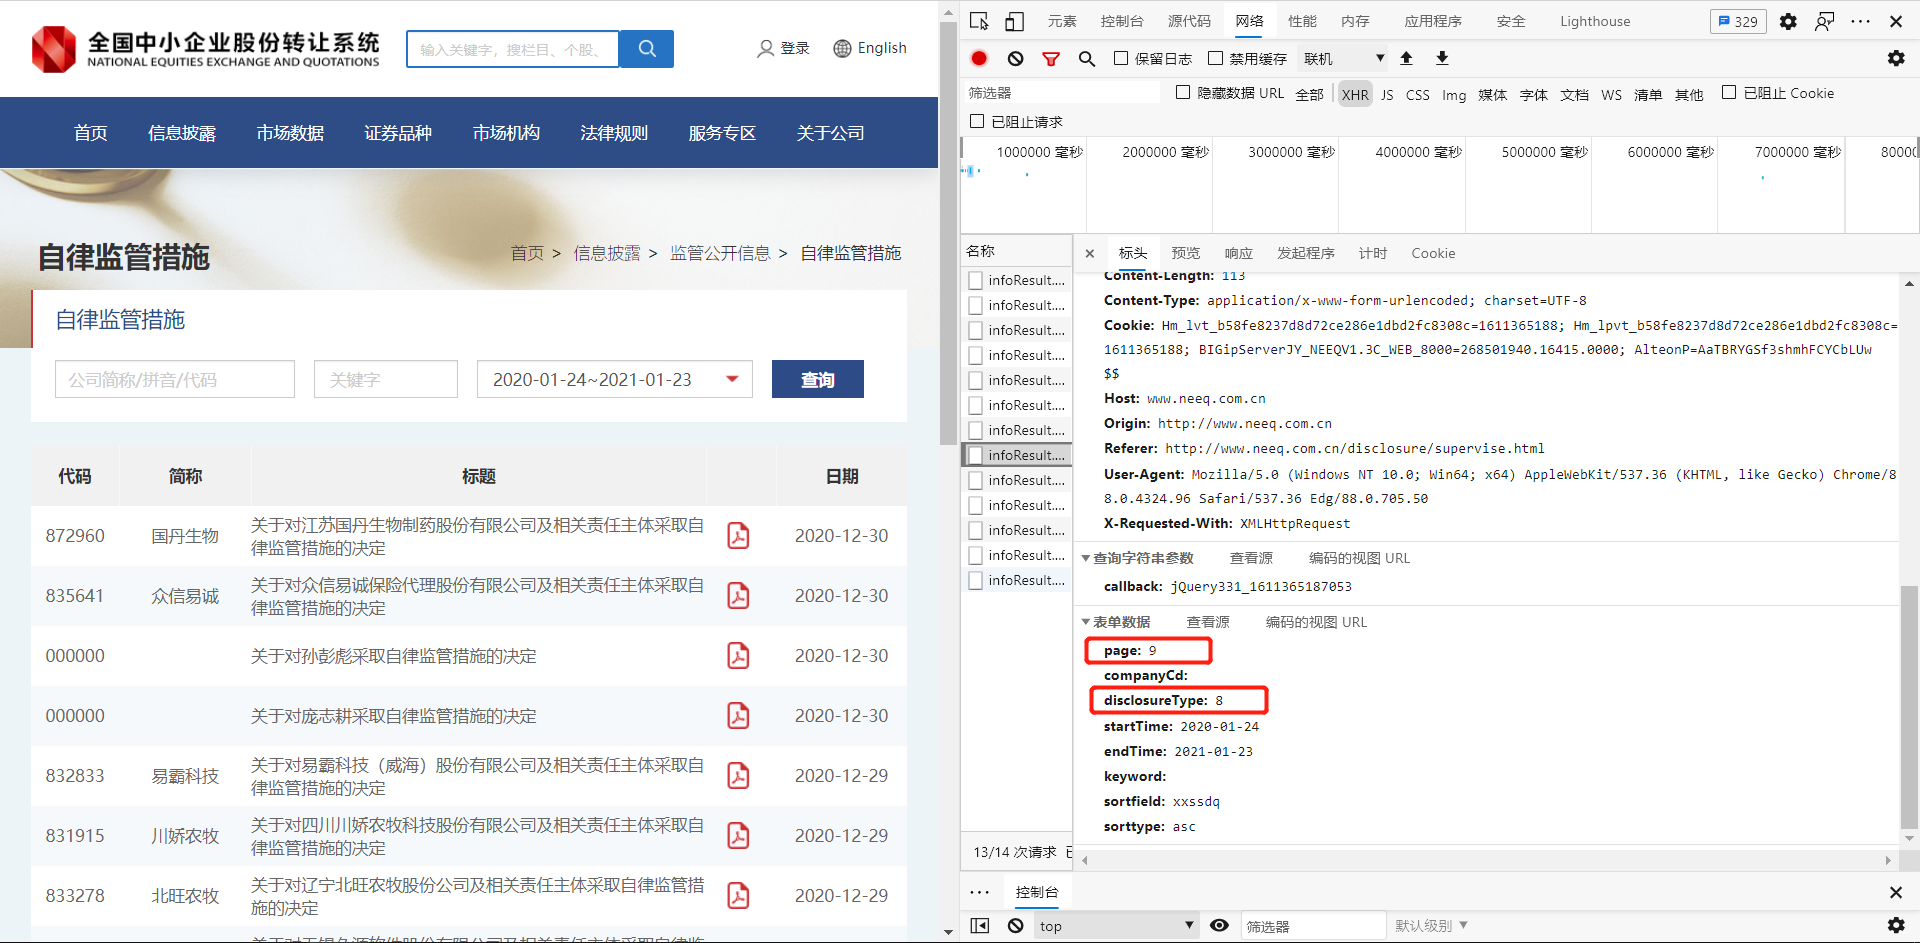 全国中小企业股份转让系统
NATIONAL EQUITIES EXCHANGE AND QUOTATIONS
输入关键字，搜栏目、个股、
登录
English
首页 信息披露 市场数据 证券品种 市场机构 法律规则 服务专区 关于公司
自律监管措施
首页 > 信息披露 > 监管公开信息 > 自律监管措施
自律监管措施
公司简称/拼音/代码 关键字 2020-01-24~2021-01-23 查询
代码 简称 标题 日期
872960 国丹生物 关于对江苏国丹生物制药股份有限公司及相关责任主体采取自
律监管措施的决定 2020-12-30
835641 众信易诚 关于对众信易诚保险代理股份有限公司及相关责任主体采取自
律监管措施的决定 2020-12-30
000000 关于对孙彭彪采取自律监管措施的决定 2020-12-30
000000 关于对庞志耕采取自律监管措施的决定 2020-12-30
832833 易霸科技 关于对易霸科技（威海）股份有限公司及相关责任主体采取自
律监管措施的决定 2020-12-29
831915 川娇农牧 关于对四川川娇农牧科技股份有限公司及相关责任主体采取自
律监管措施的决定 2020-12-29
833278 北旺农牧 关于对辽宁北旺农牧股份公司及相关责任主体采取自律监管措
施的决定 2020-12-29
元素 控制台 源代码 网络 性能 内存 应用程序 安全 Lighthouse 329
保留日志 禁用缓存 联机
筛选器 隐藏数据 URL 全部 XHR JS CSS Img 媒体 字体 文档 WS 清单 其他 已阻止 Cookie
已阻止请求
1000000 毫秒 2000000 毫秒 3000000 毫秒 4000000 毫秒 5000000 毫秒 6000000 毫秒 7000000 毫秒 8000
名称
infoResult....
infoResult....
infoResult....
infoResult....
infoResult....
infoResult....
infoResult....
infoResult....
infoResult....
infoResult....
infoResult....
infoResult....
infoResult....
13/14 次请求
标头 预览 响应 发起程序 计时 Cookie
Content-Length: 113
Content-Type: application/x-www-form-urlencoded; charset=UTF-8
Cookie: Hm_lvt_b58fe8237d8d72ce286e1dbd2fc8308c=1611365188; Hm_lpvt_b58fe8237d8d72ce286e1dbd2fc8308c=
1611365188; BIGipServerJY_NEEQV1.3C_WEB_8000=268501940.16415.0000; AlteonP=AaTBRYGSf3shmhFCYCbLUw
$$
Host: www.neeq.com.cn
Origin: http://www.neeq.com.cn
Referer: http://www.neeq.com.cn/disclosure/supervise.html
User-Agent: Mozilla/5.0 (Windows NT 10.0; Win64; x64) AppleWebKit/537.36 (KHTML, like Gecko) Chrome/8
8.0.4324.96 Safari/537.36 Edg/88.0.705.50
X-Requested-With: XMLHttpRequest
查询字符串参数 查看源 编码的视图 URL
callback: jQuery331_1611365187053
表单数据 查看源 编码的视图 URL
page: 9
companyCd:
disclosureType: 8
startTime: 2020-01-24
endTime: 2021-01-23
keyword:
sortfield: xxssdq
sorttype: asc
控制台
top 筛选器 默认级别